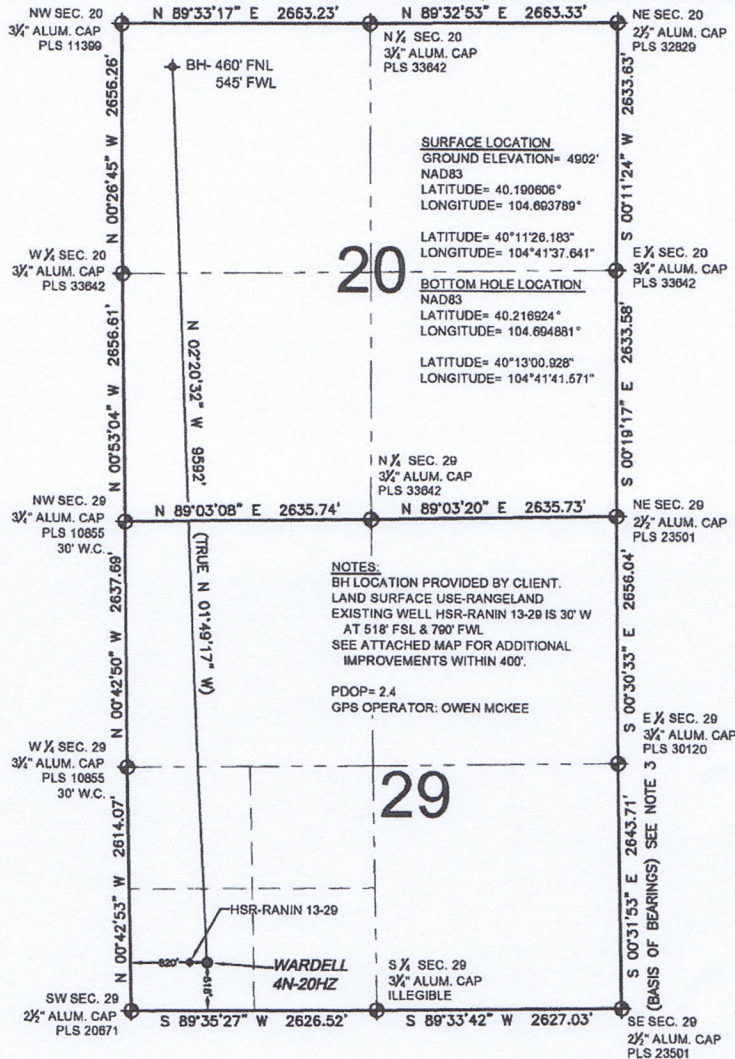 NW SEC. 20
3¼" ALUM. CAP
PLS 11399
N 89°33'17" E 2663.23'
N 89°32'53" E 2663.33'
NE SEC. 20
2½" ALUM. CAP
PLS 32829
N ¼ SEC. 20
3¼" ALUM. CAP
PLS 33642
BH- 460' FNL
545' FWL
N 00°26'45" W 2656.26'
S 00°11'24" W 2633.63'
SURFACE LOCATION
GROUND ELEVATION= 4902'
NAD83
LATITUDE= 40.190606°
LONGITUDE= 104.693789°
LATITUDE= 40°11'26.183"
LONGITUDE= 104°41'37.641"
20
W ¼ SEC. 20
3¼" ALUM. CAP
PLS 33642
E ¼ SEC. 20
3¼" ALUM. CAP
PLS 33642
BOTTOM HOLE LOCATION
NAD83
LATITUDE= 40.216924°
LONGITUDE= 104.694881°
LATITUDE= 40°13'00.928"
LONGITUDE= 104°41'41.571"
N 00°53'04" W 2656.61'
N 02°20'32" W 9592'
S 00°19'17" E 2633.58'
N ¼ SEC. 29
3¼" ALUM. CAP
PLS 33642
NW SEC. 29
3¼" ALUM. CAP
PLS 10855
30' W.C.
N 89°03'08" E 2635.74'
N 89°03'20" E 2635.73'
NE SEC. 29
2½" ALUM. CAP
PLS 23501
(TRUE N 01°49'17" W)
NOTES:
BH LOCATION PROVIDED BY CLIENT.
LAND SURFACE USE-RANGELAND
EXISTING WELL HSR-RANIN 13-29 IS 30' W
AT 518' FSL & 790' FWL
SEE ATTACHED MAP FOR ADDITIONAL
IMPROVEMENTS WITHIN 400'.
PDOP= 2.4
GPS OPERATOR: OWEN MCKEE
N 00°42'50" W 2637.69'
S 00°30'33" E 2656.04'
W ¼ SEC. 29
3¼" ALUM. CAP
PLS 10855
30' W.C.
E ¼ SEC. 29
3¼" ALUM. CAP
PLS 30120
29
N 00°42'53" W 2614.07'
S 00°31'53" E 2643.71'
(BASIS OF BEARINGS) SEE NOTE 3
HSR-RANIN 13-29
820'
518'
WARDELL
4N-20HZ
S ¼ SEC. 29
3¼" ALUM. CAP
ILLEGIBLE
SW SEC. 29
2½" ALUM. CAP
PLS 20671
S 89°35'27" W 2626.52'
S 89°33'42" W 2627.03'
SE SEC. 29
2½" ALUM. CAP
PLS 23501